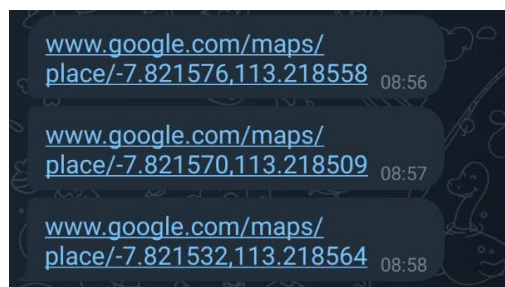 www.google.com/maps/
place/-7.821576,113.218558 08:56
www.google.com/maps/
place/-7.821570,113.218509 08:57
www.google.com/maps/
place/-7.821532,113.218564 08:58